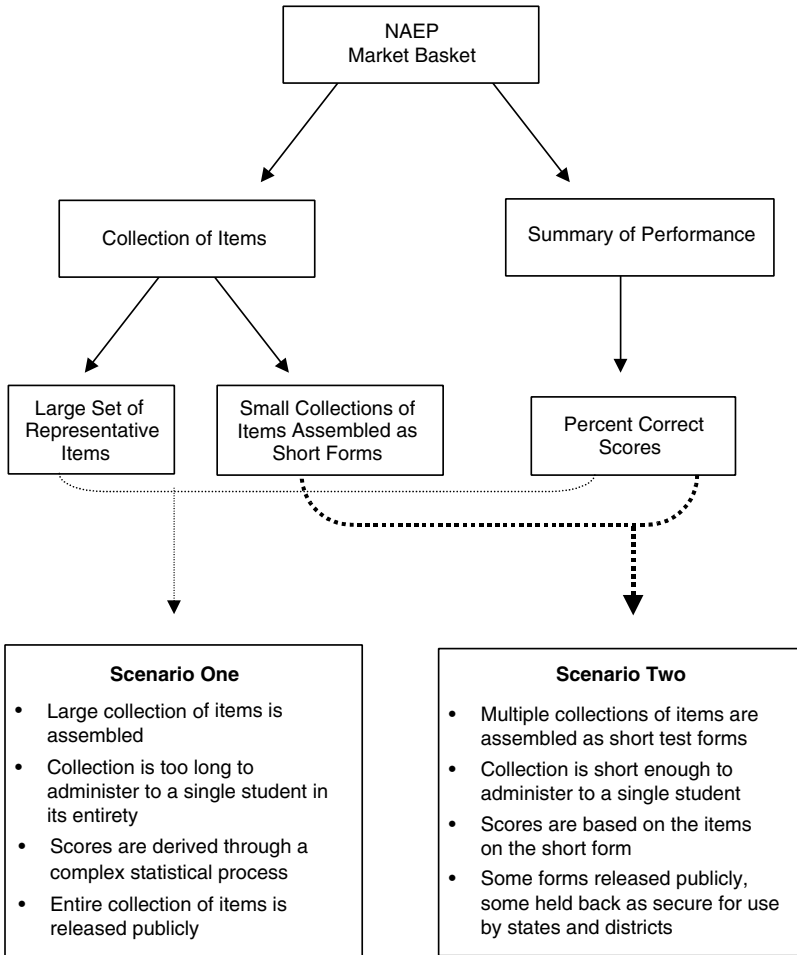 NAEP
Market Basket
Collection of Items
Summary of Performance
Large Set of
Representative
Items
Small Collections of
Items Assembled as
Short Forms
Percent Correct
Scores
Scenario One
• Large collection of items is
assembled
• Collection is too long to
administer to a single student in
its entirety
• Scores are derived through a
complex statistical process
• Entire collection of items is
released publicly
Scenario Two
• Multiple collections of items are
assembled as short test forms
• Collection is short enough to
administer to a single student
• Scores are based on the items
on the short form
• Some forms released publicly,
some held back as secure for use
by states and districts